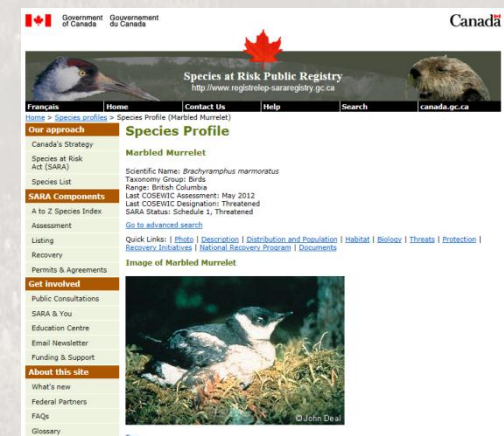 Government of Canada
Gouvernement du Canada
Canada
Species at Risk Public Registry
http://www.registrelep-sararegistry.gc.ca
Français Home Contact Us Help Search canada.gc.ca
Home > Species profiles > Species Profile (Marbled Murrelet)
Our approach
Canada's Strategy
Species at Risk Act (SARA)
Species List
SARA Components
A to Z Species Index
Assessment
Listing
Recovery
Permits & Agreements
Get involved
Public Consultations
SARA & You
Education Centre
Email Newsletter
Funding & Support
About this site
What's new
Federal Partners
FAQs
Glossary
Species Profile
Marbled Murrelet
Scientific Name: Brachyramphus marmoratus
Taxonomy Group: Birds
Range: British Columbia
Last COSEWIC Assessment: May 2012
Last COSEWIC Designation: Threatened
SARA Status: Schedule 1, Threatened
Go to advanced search
Quick Links: | Photo | Description | Distribution and Population | Habitat | Biology | Threats | Protection |
Recovery Initiatives | National Recovery Program | Documents
Image of Marbled Murrelet
©John Deal